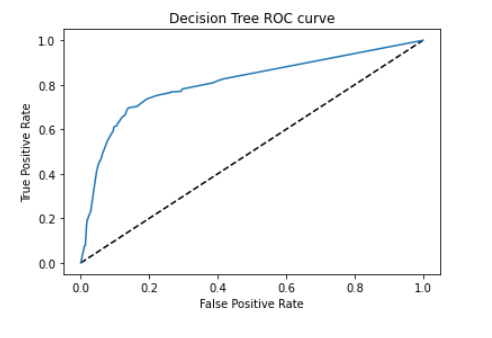 Decision Tree ROC curve
1.0
0.8
0.6
0.4
0.2
0.0
True Positive Rate
0.0 0.2 0.4 0.6 0.8 1.0
False Positive Rate